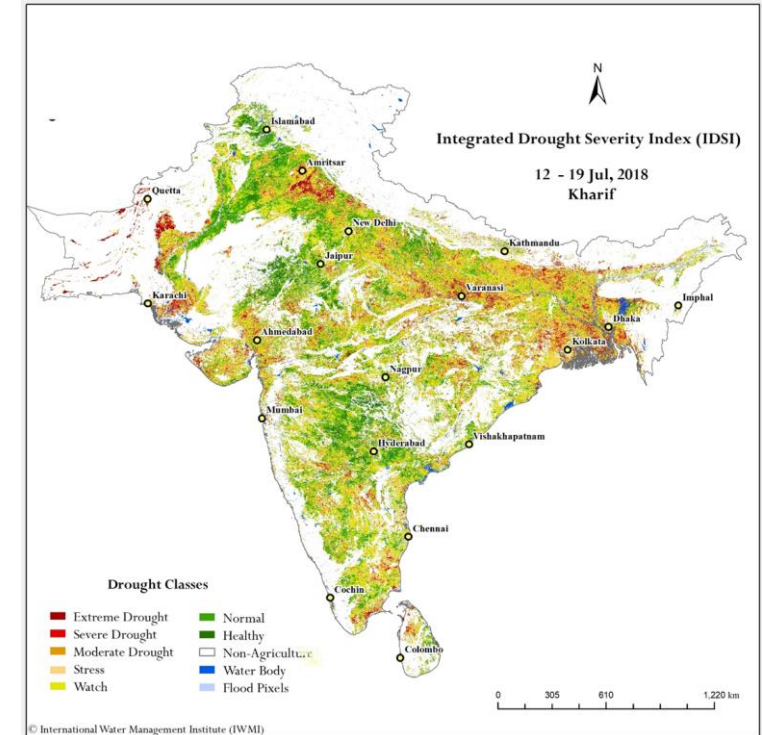 N
Integrated Drought Severity Index (IDSI)
12 - 19 Jul, 2018
Kharif
Islamabad
Amritsar
Quetta
New Delhi
Kathmandu
Jaipur
Varanasi
Imphal
Karachi
Dhaka
Ahmedabad
Kolkata
Nagpur
Mumbai
Hyderabad
Vishakhapatnam
Chennai
Cochin
Colombo
Drought Classes
Extreme Drought
Severe Drought
Moderate Drought
Stress
Watch
Normal
Healthy
Non-Agriculture
Water Body
Flood Pixels
0 305 610 1,220 km
© International Water Management Institute (IWMI)